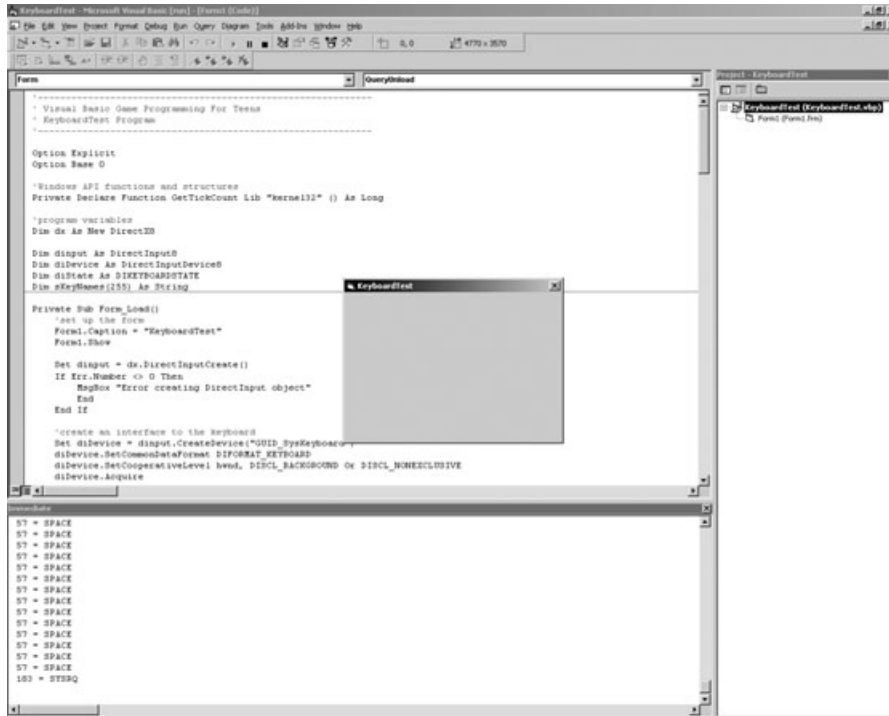 KeyboardTest - Microsoft Visual Basic [run] - [Form1 (Code)]
File Edit View Project Format Debug Run Query Diagram Tools Add-Ins Window Help
0, 0 4770 x 3570
Form QueryUnload
'
' Visual Basic Game Programming For Teens
' KeyboardTest Program
'
Option Explicit
Option Base 0
'Windows API functions and structures
Private Declare Function GetTickCount Lib "kernel32" () As Long
'program variables
Dim dx As New DirectX8
Dim dinput As DirectInput8
Dim diDevice As DirectInputDevice8
Dim diState As DIKEYBOARDSTATE
Dim sKeyNames(255) As String
Private Sub Form_Load()
'set up the form
Form1.Caption = "KeyboardTest"
Form1.Show
Set dinput = dx.DirectInputCreate()
If Err.Number <> 0 Then
MsgBox "Error creating DirectInput object"
End
End If
'create an interface to the keyboard
Set diDevice = dinput.CreateDevice("GUID_SysKeyboard")
diDevice.SetCommonDataFormat DIFORMAT_KEYBOARD
diDevice.SetCooperativeLevel hwnd, DISCL_BACKGROUND Or DISCL_NONEXCLUSIVE
diDevice.Acquire
KeyboardTest
Project - KeyboardTest
KeyboardTest (KeyboardTest.vbp)
Form1 (Form1.frm)
Immediate
57 = SPACE
57 = SPACE
57 = SPACE
57 = SPACE
57 = SPACE
57 = SPACE
57 = SPACE
57 = SPACE
57 = SPACE
57 = SPACE
57 = SPACE
57 = SPACE
57 = SPACE
57 = SPACE
183 = SYSRQ